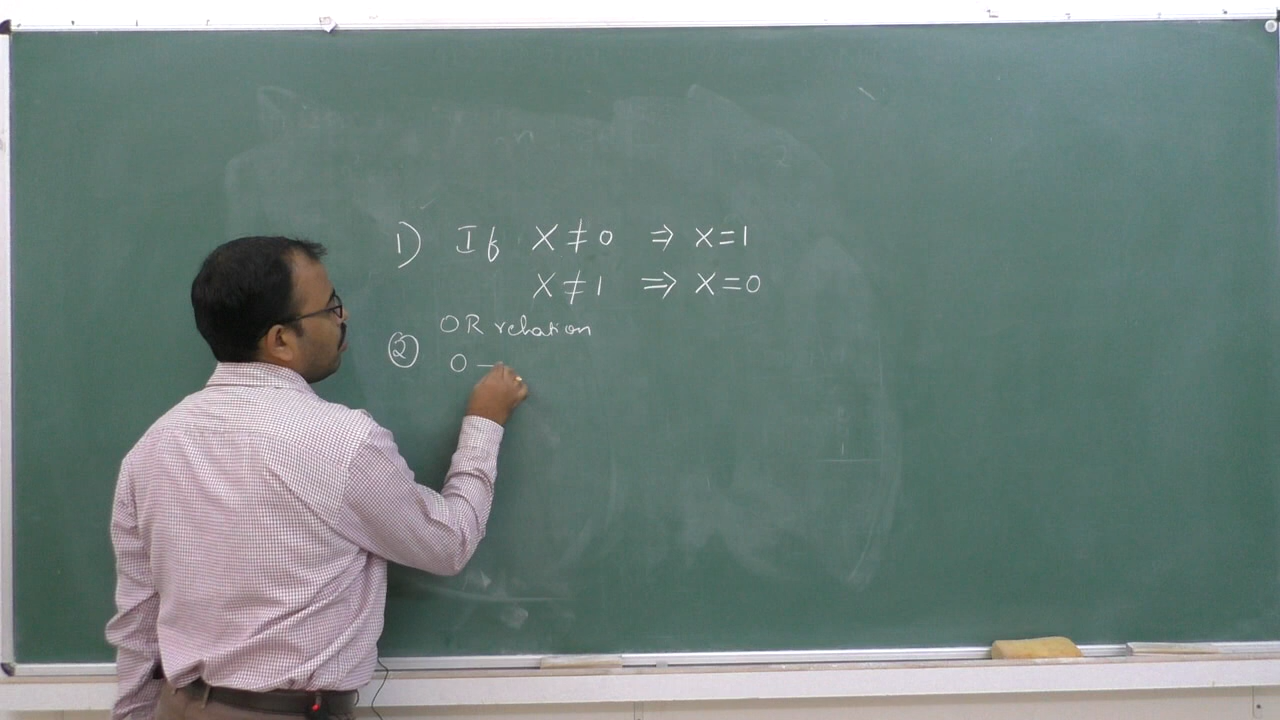 1) If X ≠ 0 ⇒ X = 1
X ≠ 1 ⇒ X = 0
OR relation
② 0 –